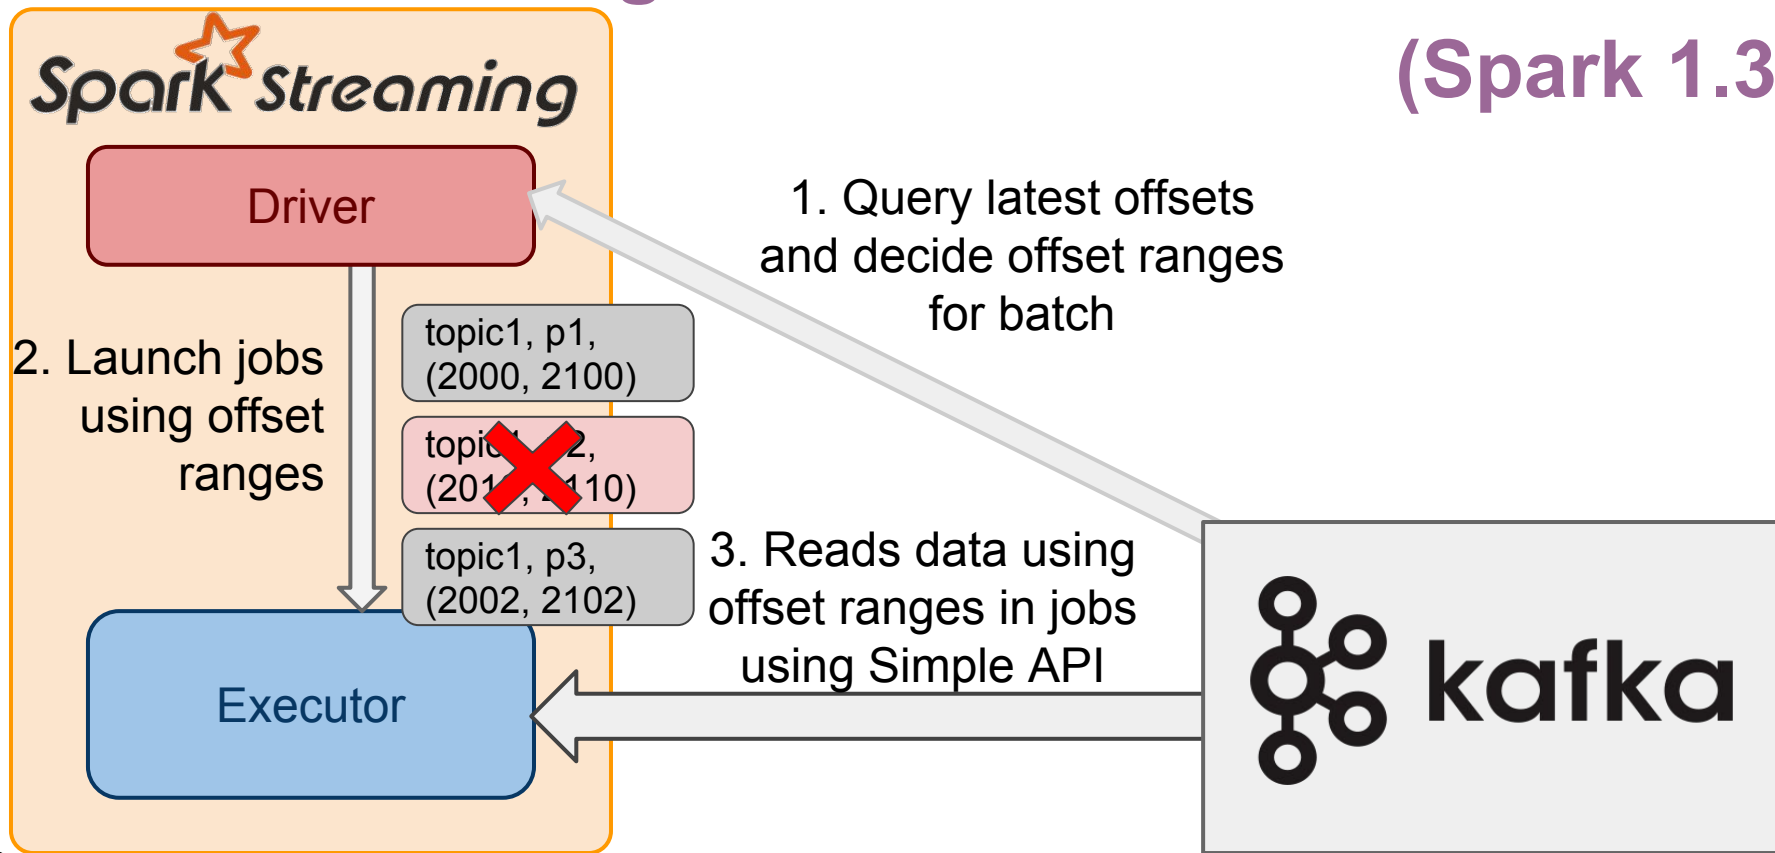 (Spark 1.3
Spark Streaming
Driver
1. Query latest offsets
and decide offset ranges
for batch
2. Launch jobs
using offset
ranges
topic1, p1,
(2000, 2100)
2,
110)
topic1, p3,
(2002, 2102)
3. Reads data using
offset ranges in jobs
using Simple API
Executor
kafka